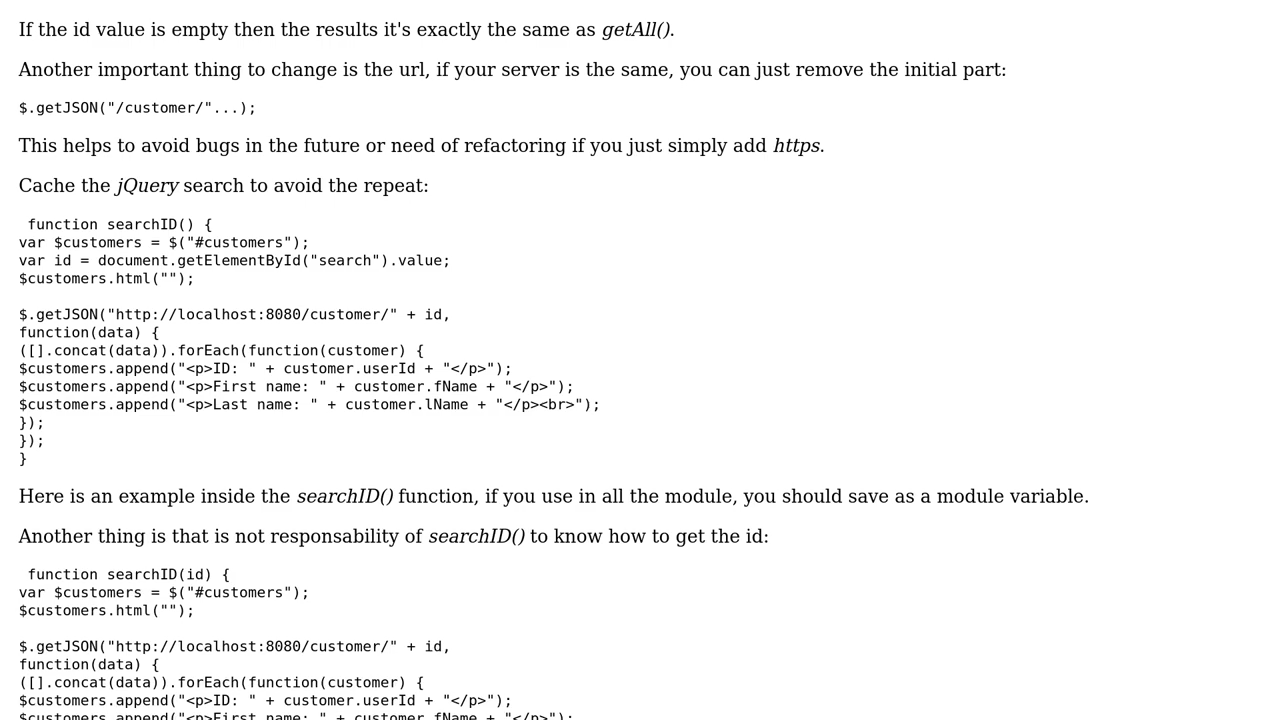 If the id value is empty then the results it's exactly the same as getAll().
Another important thing to change is the url, if your server is the same, you can just remove the initial part:
$.getJSON("/customer/"...);
This helps to avoid bugs in the future or need of refactoring if you just simply add https.
Cache the jQuery search to avoid the repeat:
function searchID() {
var $customers = $("#customers");
var id = document.getElementById("search").value;
$customers.html("");
$.getJSON("http://localhost:8080/customer/" + id,
function(data) {
([].concat(data)).forEach(function(customer) {
$customers.append("<p>ID: " + customer.userId + "</p>");
$customers.append("<p>First name: " + customer.fName + "</p>");
$customers.append("<p>Last name: " + customer.lName + "</p><br>");
});
});
}
Here is an example inside the searchID() function, if you use in all the module, you should save as a module variable.
Another thing is that is not responsability of searchID() to know how to get the id:
function searchID(id) {
var $customers = $("#customers");
$customers.html("");
$.getJSON("http://localhost:8080/customer/" + id,
function(data) {
([].concat(data)).forEach(function(customer) {
$customers.append("<p>ID: " + customer.userId + "</p>");
$customers.append("<p>First name: " + customer.fName + "</p>");